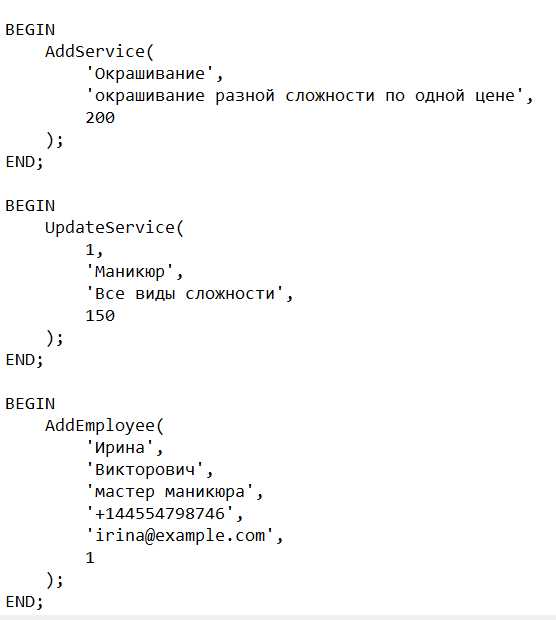 BEGIN
    AddService(
        'Окрашивание',
        'окрашивание разной сложности по одной цене',
        200
    );
END;

BEGIN
    UpdateService(
        1,
        'Маникюр',
        'Все виды сложности',
        150
    );
END;

BEGIN
    AddEmployee(
        'Ирина',
        'Викторович',
        'мастер маникюра',
        '+144554798746',
        'irina@example.com',
        1
    );
END;